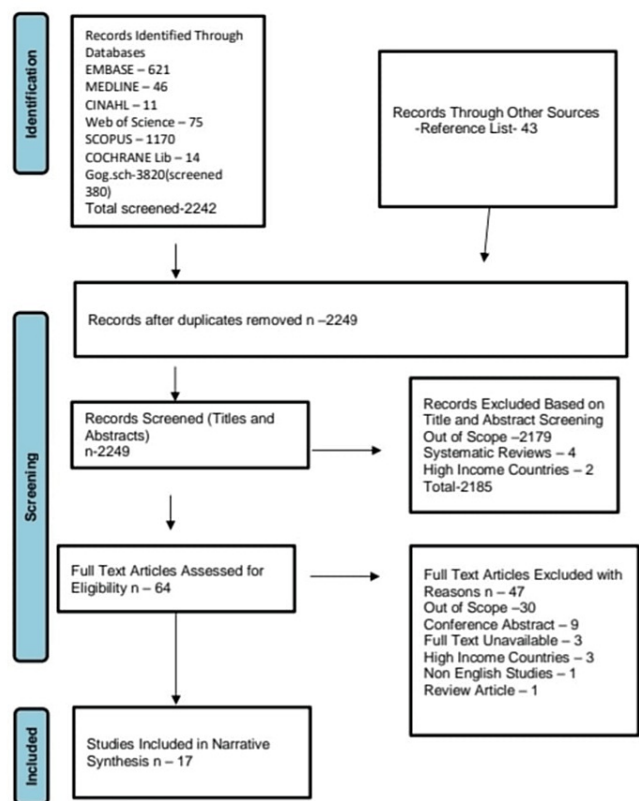 Identification
Records Identified Through
Databases
EMBASE – 621
MEDLINE – 46
CINAHL – 11
Web of Science – 75
SCOPUS – 1170
COCHRANE Lib – 14
Gog.sch-3820(screened
380)
Total screened-2242
Records Through Other Sources
-Reference List- 43
Screening
Records after duplicates removed n –2249
Records Screened (Titles and
Abstracts)
n-2249
Records Excluded Based on
Title and Abstract Screening
Out of Scope –2179
Systematic Reviews – 4
High Income Countries – 2
Total-2185
Full Text Articles Assessed for
Eligibility n – 64
Full Text Articles Excluded with
Reasons n – 47
Out of Scope –30
Conference Abstract – 9
Full Text Unavailable – 3
High Income Countries – 3
Non English Studies – 1
Review Article – 1
Included
Studies Included in Narrative
Synthesis n – 17